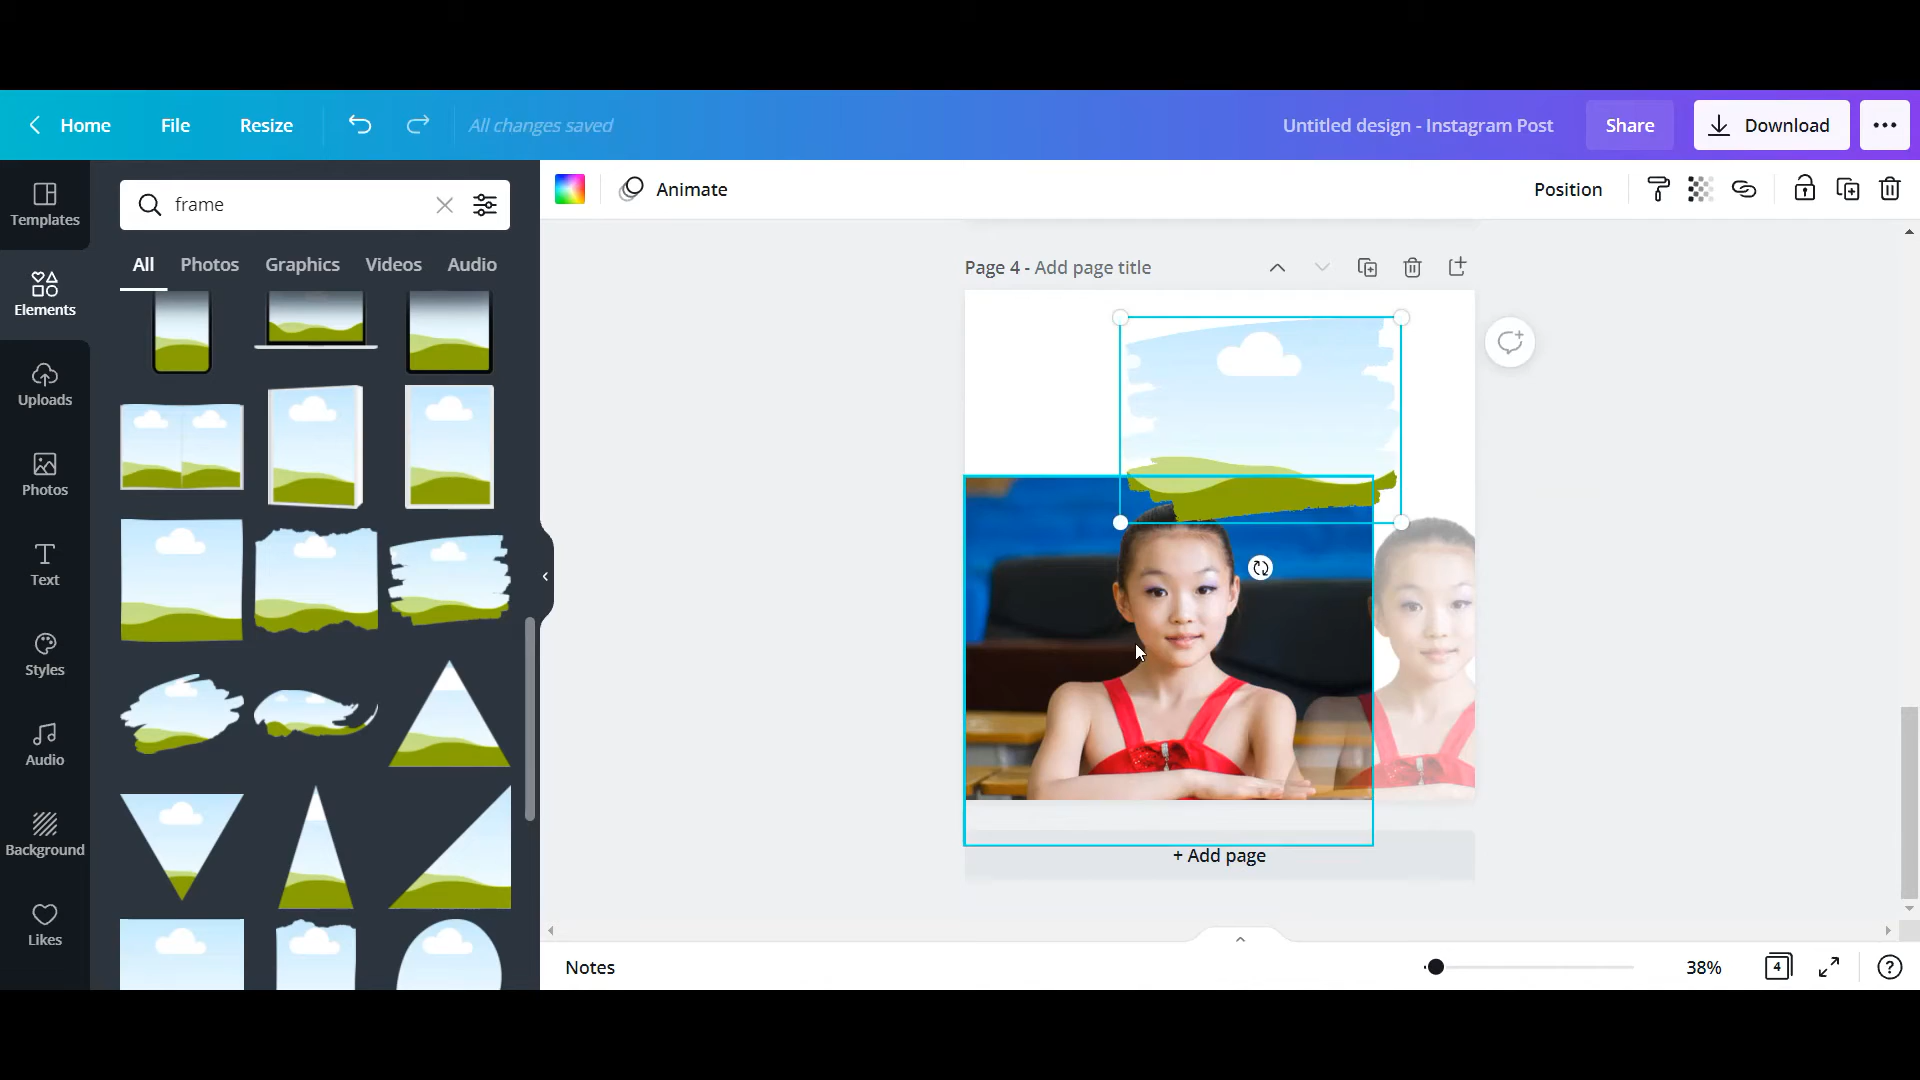 Home
File
Resize
All changes saved
Untitled design - Instagram Post
Share
Download
Templates
Elements
Uploads
Photos
Text
Styles
Audio
Background
Likes
frame
All
Photos
Graphics
Videos
Audio
Animate
Position
Page 4 - Add page title
+ Add page
Notes
38%
4
?